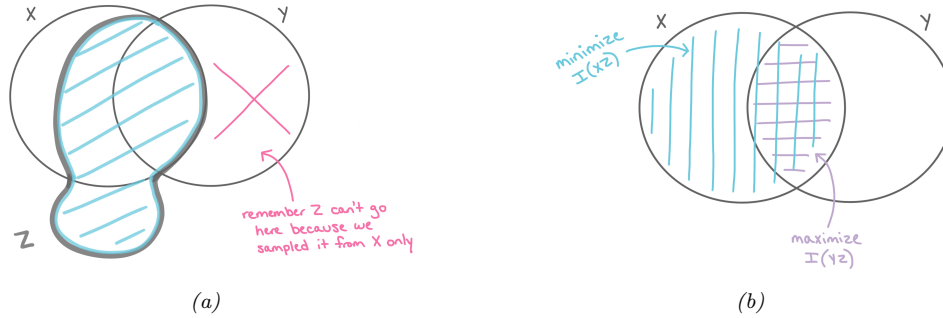 X
Y
Z
remember Z can't go
here because we
sampled it from X only
(a)
X
Y
minimize
I(XZ)
maximize
I(YZ)
(b)